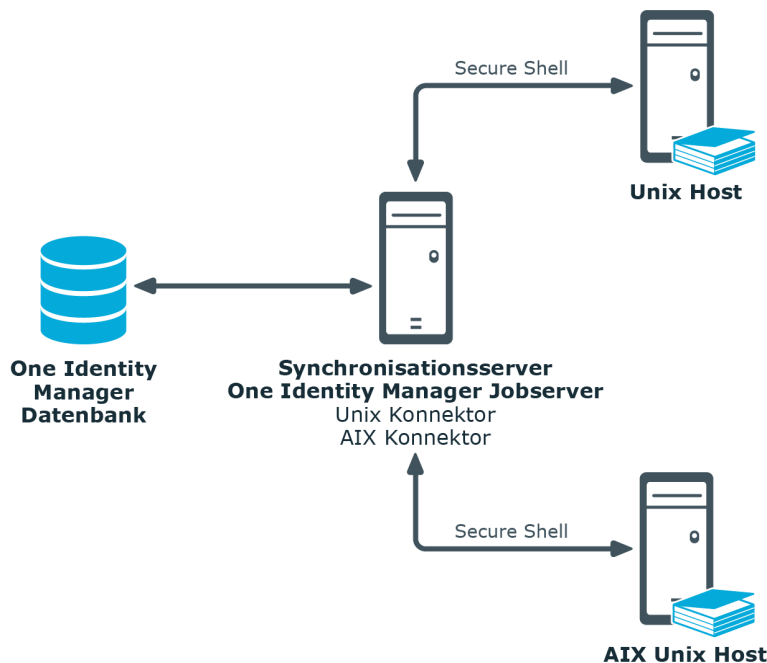 Secure Shell
Unix Host
One Identity
Manager
Datenbank
Synchronisationsserver
One Identity Manager Jobserver
Unix Konnektor
AIX Konnektor
Secure Shell
AIX Unix Host